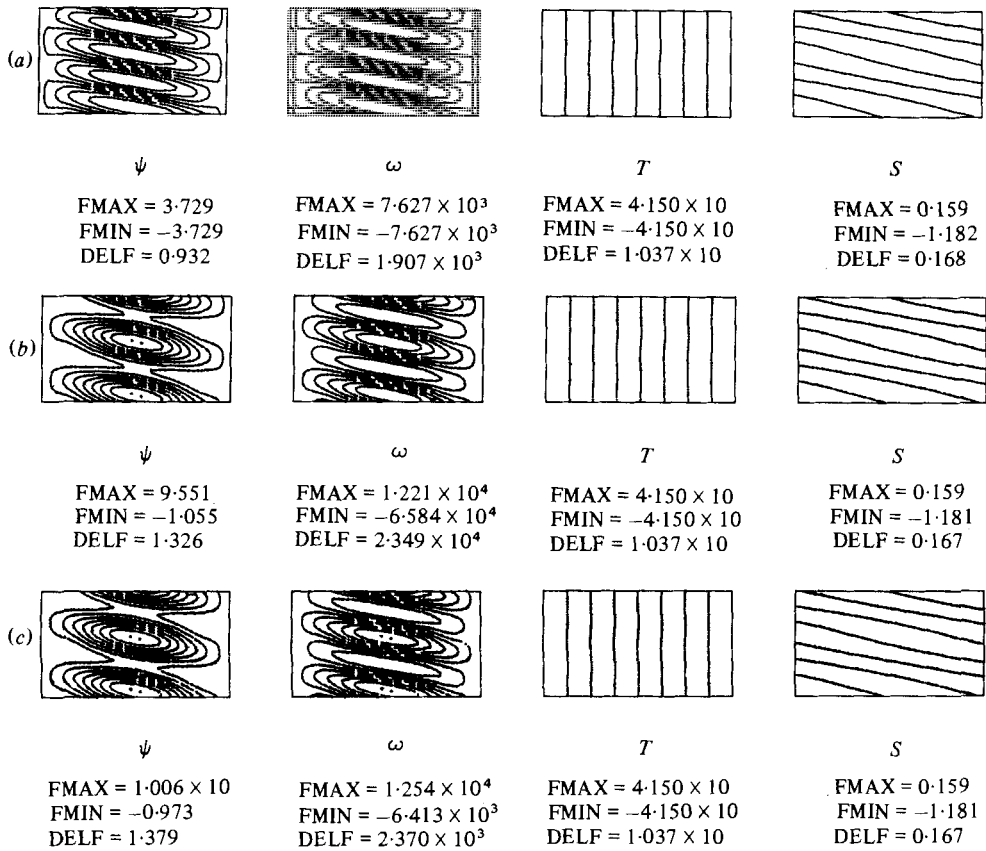 (a)
ψ ω T S
FMAX = 3·729 FMAX = 7·627 × 10³ FMAX = 4·150 × 10 FMAX = 0·159
FMIN = −3·729 FMIN = −7·627 × 10³ FMIN = −4·150 × 10 FMIN = −1·182
DELF = 0·932 DELF = 1·907 × 10³ DELF = 1·037 × 10 DELF = 0·168
(b)
ψ ω T S
FMAX = 9·551 FMAX = 1·221 × 10⁴ FMAX = 4·150 × 10 FMAX = 0·159
FMIN = −1·055 FMIN = −6·584 × 10⁴ FMIN = −4·150 × 10 FMIN = −1·181
DELF = 1·326 DELF = 2·349 × 10⁴ DELF = 1·037 × 10 DELF = 0·167
(c)
ψ ω T S
FMAX = 1·006 × 10 FMAX = 1·254 × 10⁴ FMAX = 4·150 × 10 FMAX = 0·159
FMIN = −0·973 FMIN = −6·413 × 10³ FMIN = −4·150 × 10 FMIN = −1·181
DELF = 1·379 DELF = 2·370 × 10³ DELF = 1·037 × 10 DELF = 0·167